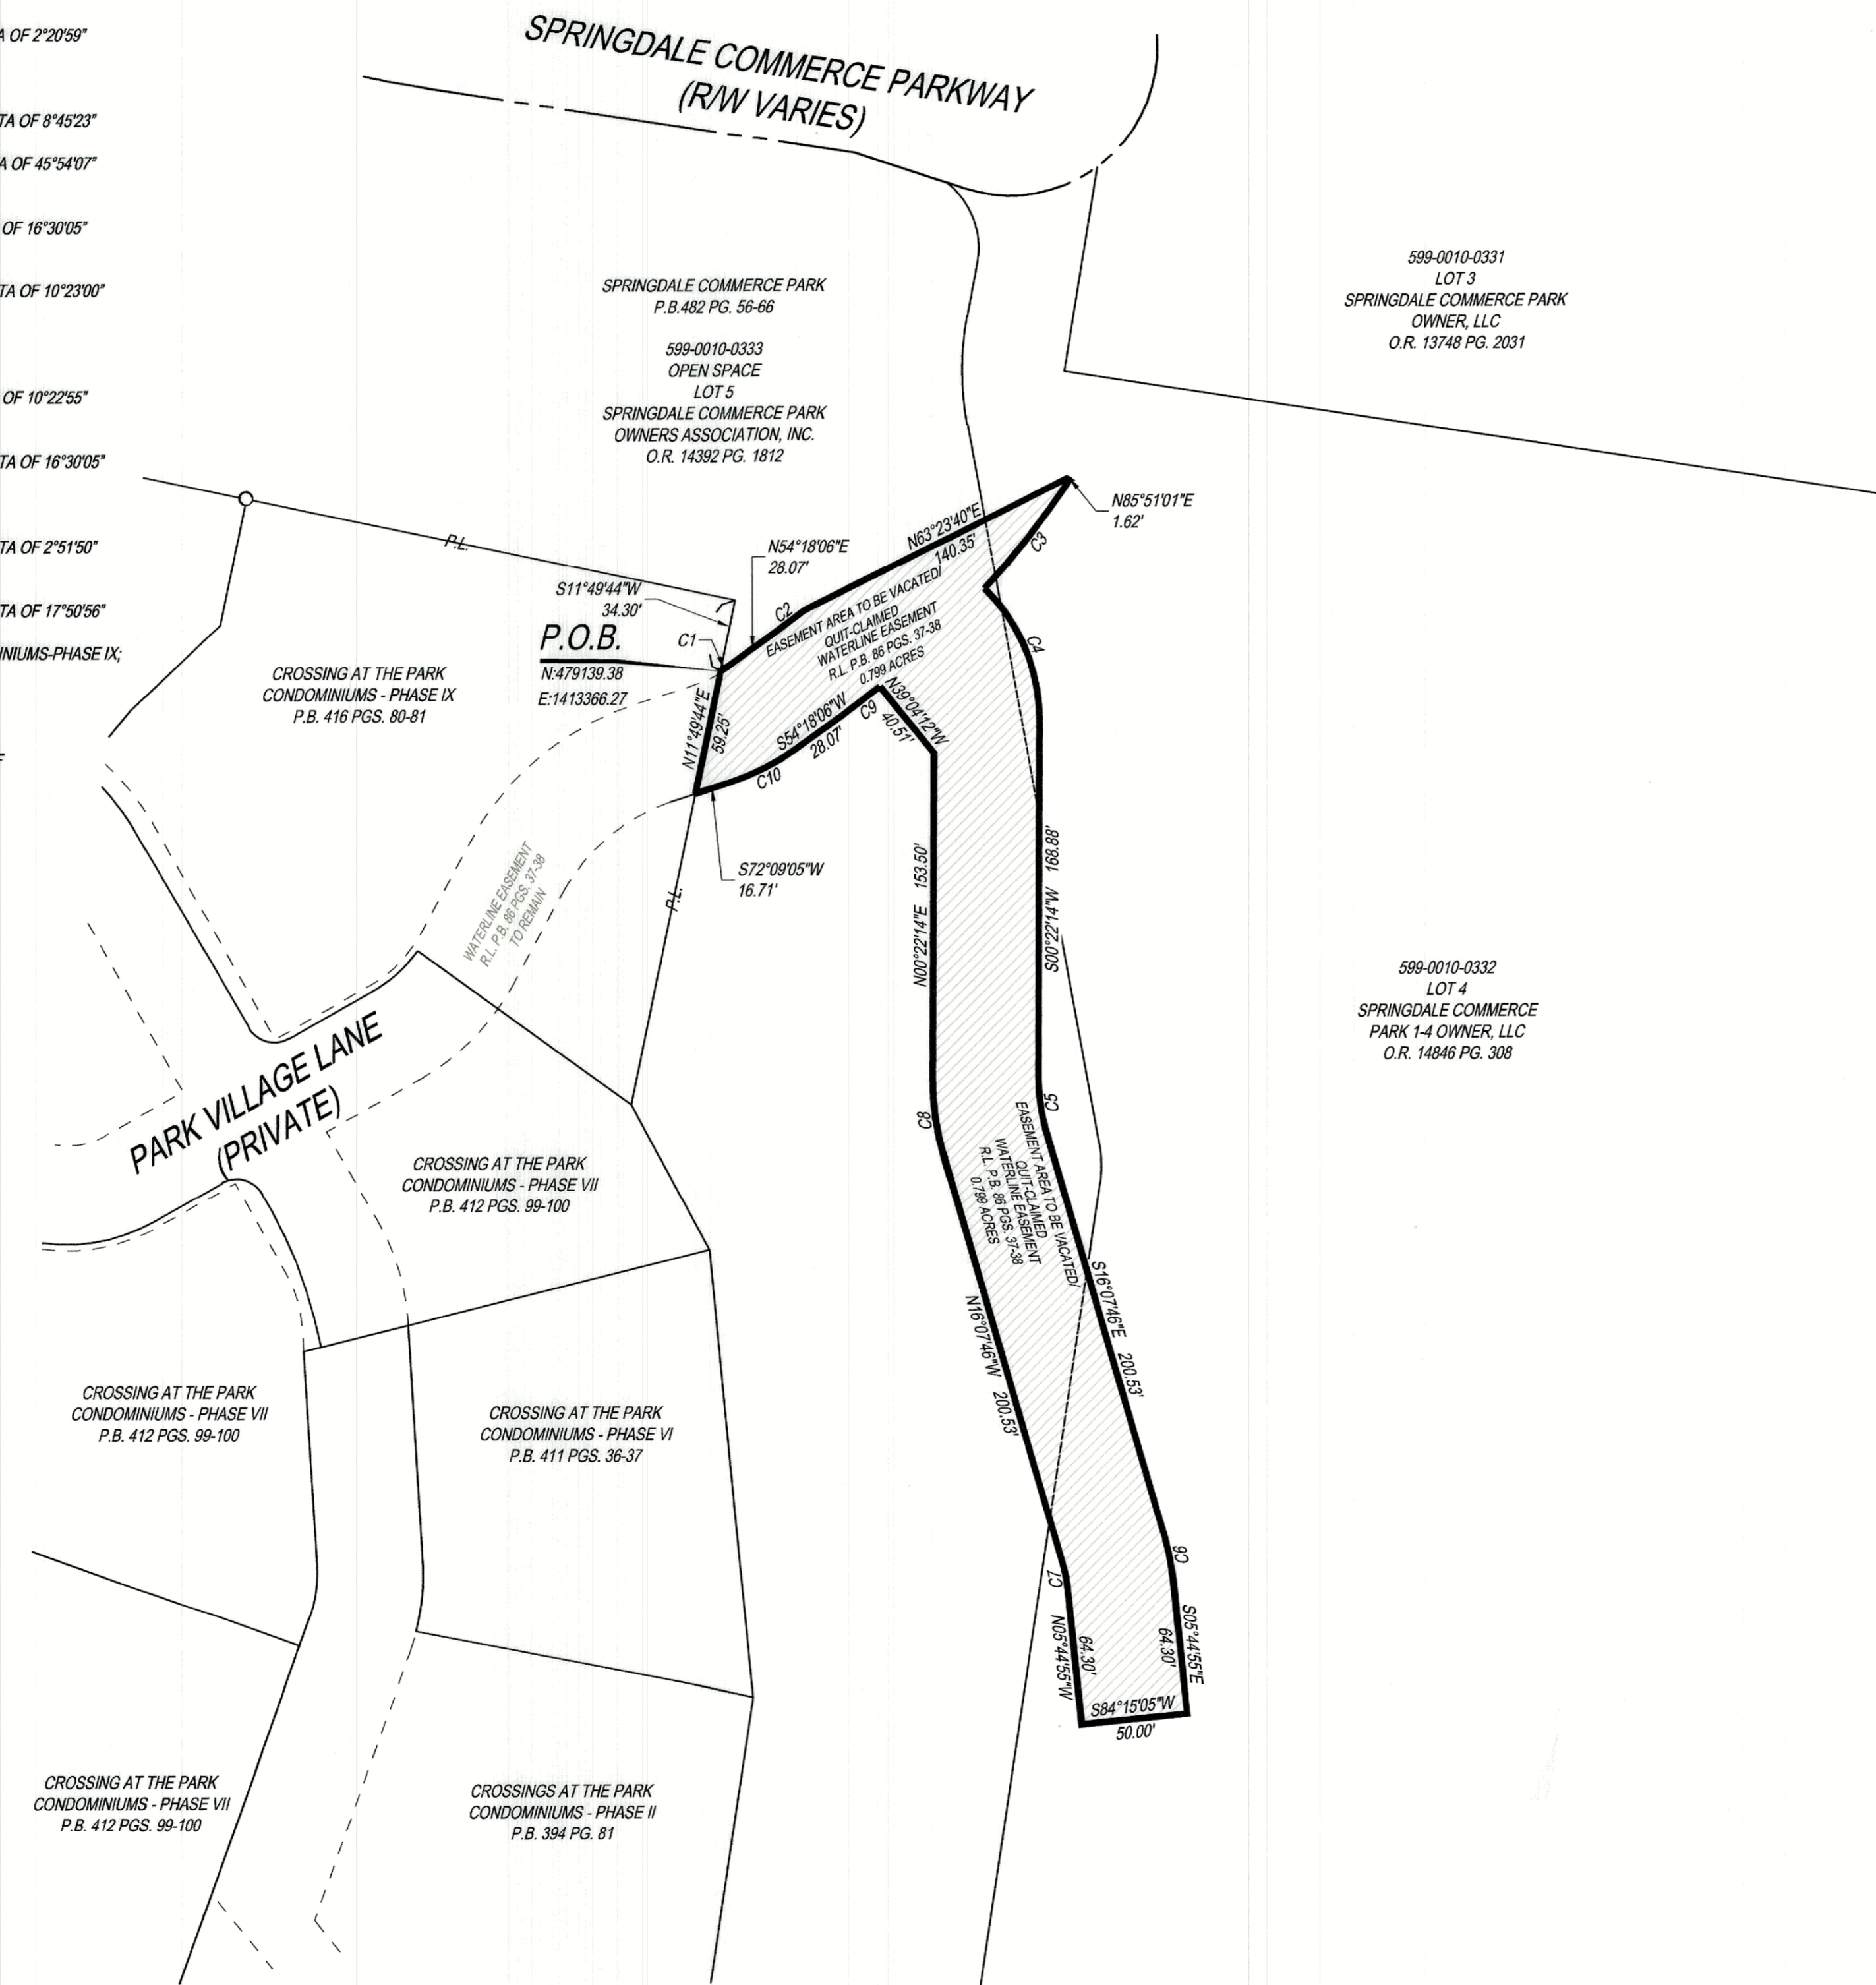 A OF 2°20'59"
TA OF 8°45'23"
A OF 45°54'07"
OF 16°30'05"
TA OF 10°23'00"
OF 10°22'55"
TA OF 16°30'05"
TA OF 2°51'50"
TA OF 17°50'56"
NIUMS-PHASE IX;
SPRINGDALE COMMERCE PARKWAY
(R/W VARIES)
SPRINGDALE COMMERCE PARK
P.B.482 PG. 56-66
599-0010-0333
OPEN SPACE
LOT 5
SPRINGDALE COMMERCE PARK
OWNERS ASSOCIATION, INC.
O.R. 14392 PG. 1812
599-0010-0331
LOT 3
SPRINGDALE COMMERCE PARK
OWNER, LLC
O.R. 13748 PG. 2031
P.L.
N85°51'01"E
1.62'
N63°23'40"E
140.35'
C3
N54°18'06"E
28.07'
S11°49'44"W
34.30'
C2
C1
P.O.B.
N:479139.38
E:1413366.27
EASEMENT AREA TO BE VACATED/
QUIT-CLAIMED
WATERLINE EASEMENT
R.L. P.B. 86 PGS. 37-38
0.799 ACRES
C4
CROSSING AT THE PARK
CONDOMINIUMS - PHASE IX
P.B. 416 PGS. 80-81
N11°49'44"E
59.25'
S54°18'06"W
28.07'
C9
N39°04'12"W
40.51'
C10
S72°09'05"W
16.71'
P.L.
WATERLINE EASEMENT
R.L. P.B. 86 PGS. 37-38
TO REMAIN
N00°22'14"E 153.50'
S00°22'14"W 168.88'
599-0010-0332
LOT 4
SPRINGDALE COMMERCE
PARK 1-4 OWNER, LLC
O.R. 14846 PG. 308
PARK VILLAGE LANE
(PRIVATE)
C8
C5
EASEMENT AREA TO BE VACATED/
QUIT-CLAIMED
WATERLINE EASEMENT
R.L. P.B. 86 PGS. 37-38
0.799 ACRES
CROSSING AT THE PARK
CONDOMINIUMS - PHASE VII
P.B. 412 PGS. 99-100
N16°07'46"W 200.53'
S16°07'46"E 200.53'
CROSSING AT THE PARK
CONDOMINIUMS - PHASE VII
P.B. 412 PGS. 99-100
CROSSING AT THE PARK
CONDOMINIUMS - PHASE VI
P.B. 411 PGS. 36-37
C6
C7
N05°44'55"W
64.30'
S05°44'55"E
64.30'
S84°15'05"W
50.00'
CROSSING AT THE PARK
CONDOMINIUMS - PHASE VII
P.B. 412 PGS. 99-100
CROSSINGS AT THE PARK
CONDOMINIUMS - PHASE II
P.B. 394 PG. 81